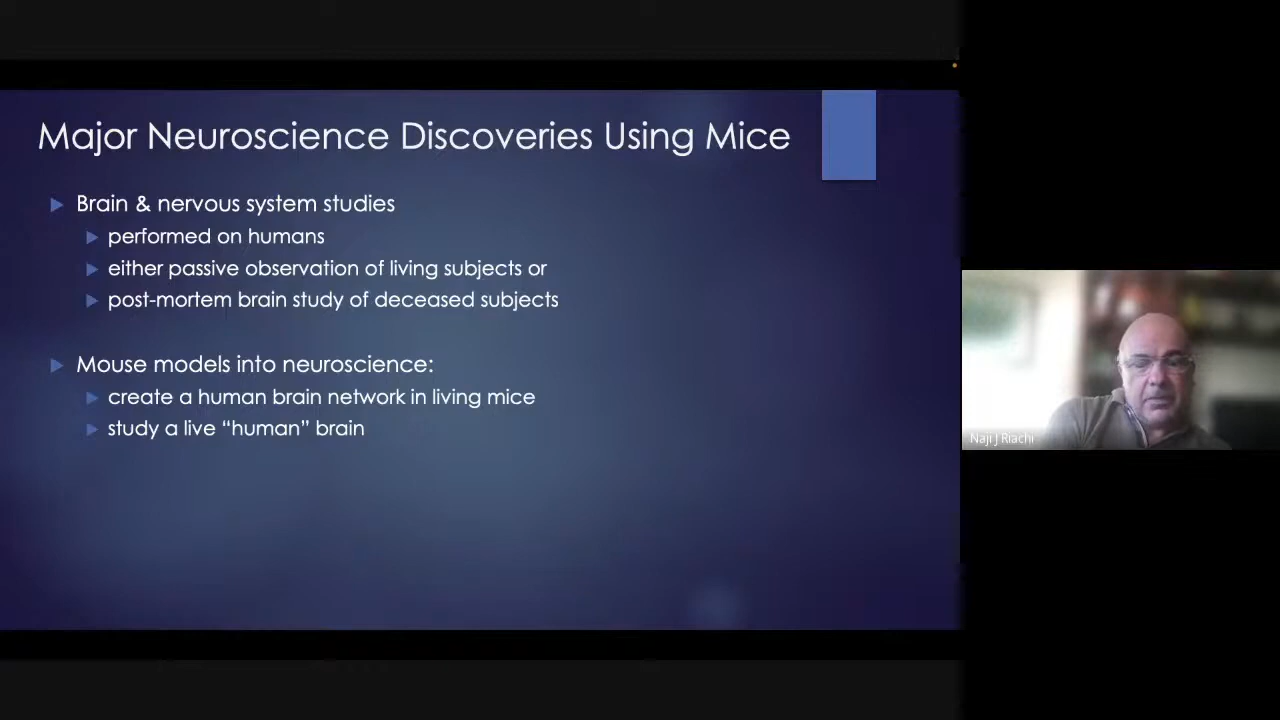 Major Neuroscience Discoveries Using Mice
Brain & nervous system studies
performed on humans
either passive observation of living subjects or
post-mortem brain study of deceased subjects
Mouse models into neuroscience:
create a human brain network in living mice
study a live “human” brain
Naji J Riachi